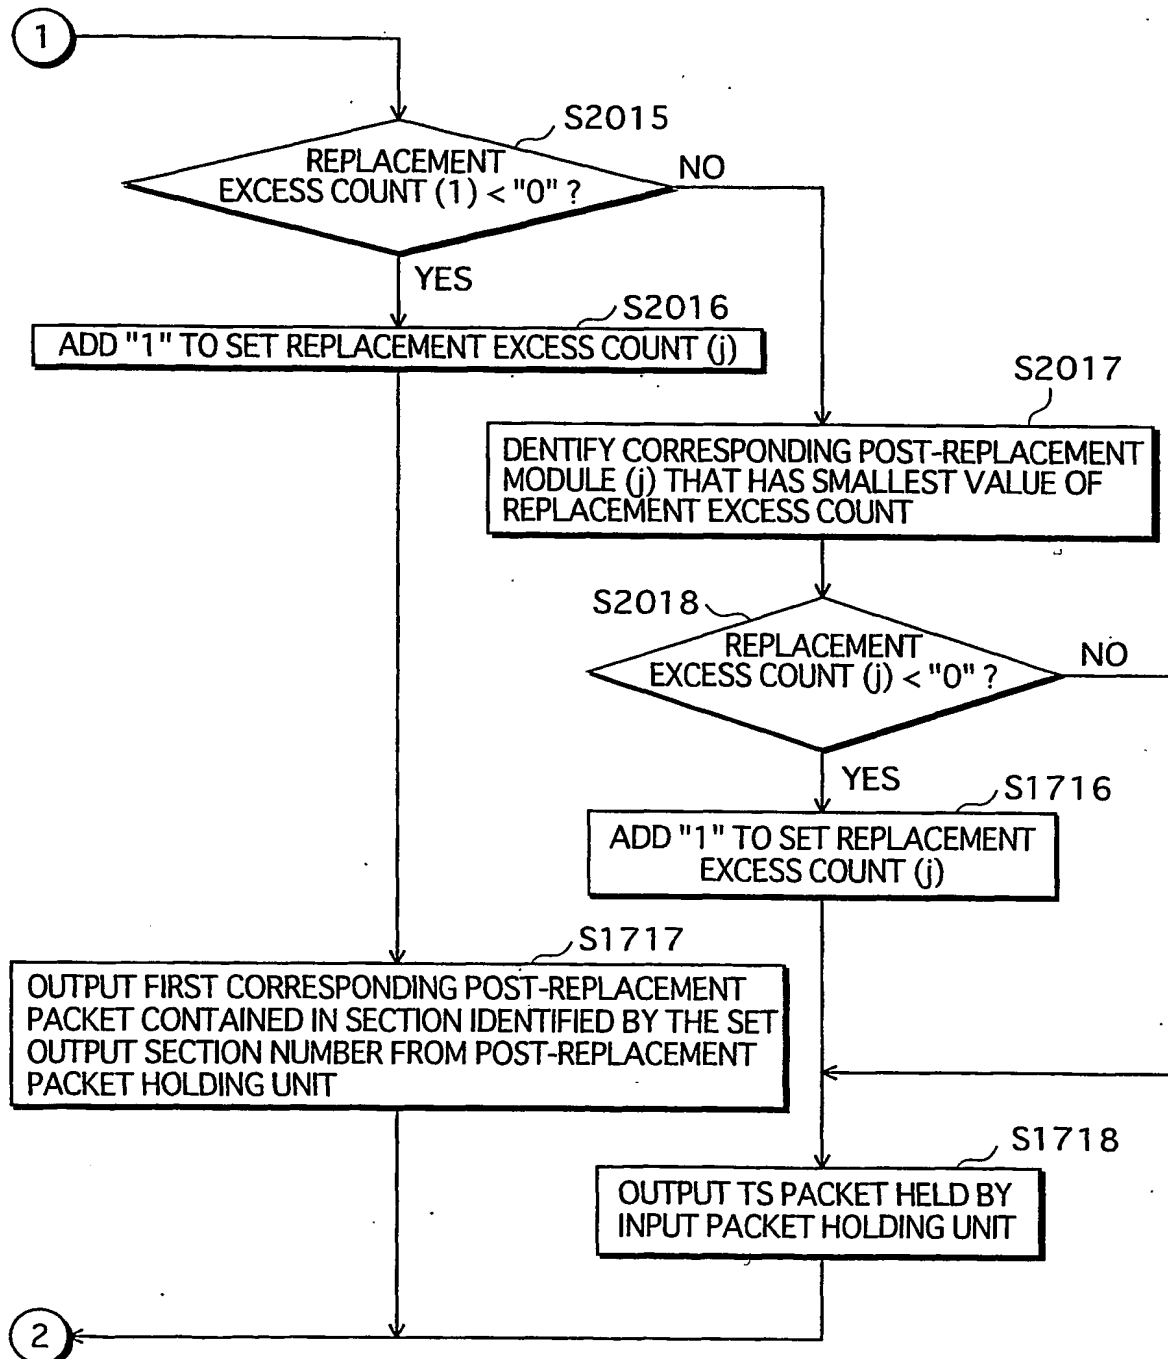 1
S2015
REPLACEMENT
EXCESS COUNT (1) < "0" ?
NO
YES
S2016
ADD "1" TO SET REPLACEMENT EXCESS COUNT (j)
S2017
DENTIFY CORRESPONDING POST-REPLACEMENT
MODULE (j) THAT HAS SMALLEST VALUE OF
REPLACEMENT EXCESS COUNT
S2018
REPLACEMENT
EXCESS COUNT (j) < "0" ?
NO
YES
S1716
ADD "1" TO SET REPLACEMENT
EXCESS COUNT (j)
S1717
OUTPUT FIRST CORRESPONDING POST-REPLACEMENT
PACKET CONTAINED IN SECTION IDENTIFIED BY THE SET
OUTPUT SECTION NUMBER FROM POST-REPLACEMENT
PACKET HOLDING UNIT
S1718
OUTPUT TS PACKET HELD BY
INPUT PACKET HOLDING UNIT
2